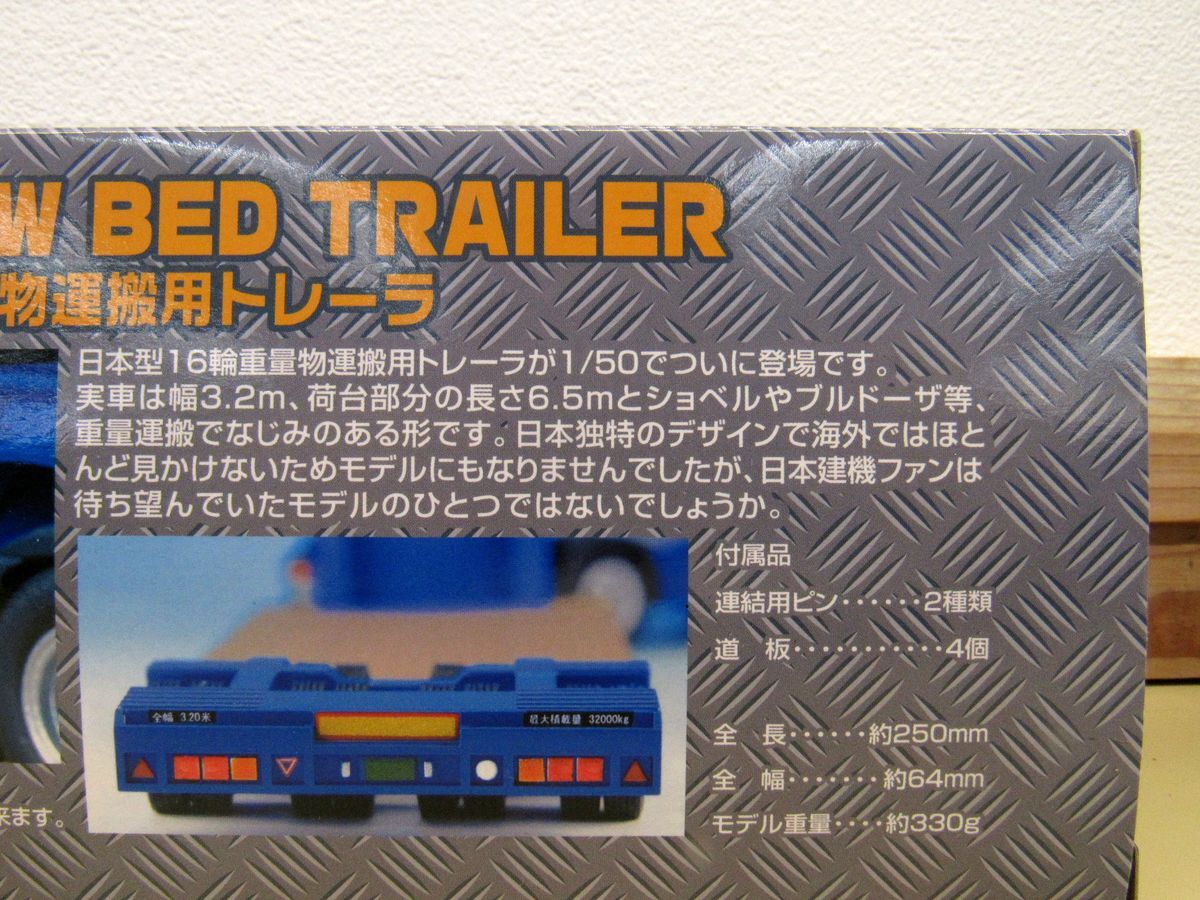 W BED TRAILER
物運搬用トレーラ
日本型16輪重量物運搬用トレーラが1/50でついに登場です。
実車は幅3.2m、荷台部分の長さ6.5mとショベルやブルドーザ等、
重量運搬でなじみのある形です。日本独特のデザインで海外ではほと
んど見かけないためモデルにもなりませんでしたが、日本建機ファンは
待ち望んでいたモデルのひとつではないでしょうか。
全幅 3.20米
最大積載量 32000kg
来ます。
付属品
連結用ピン・・・・・・2種類
道 板・・・・・・・・・・・4個
全 長・・・・・・約250mm
全 幅・・・・・・・約64mm
モデル重量・・・・約330g